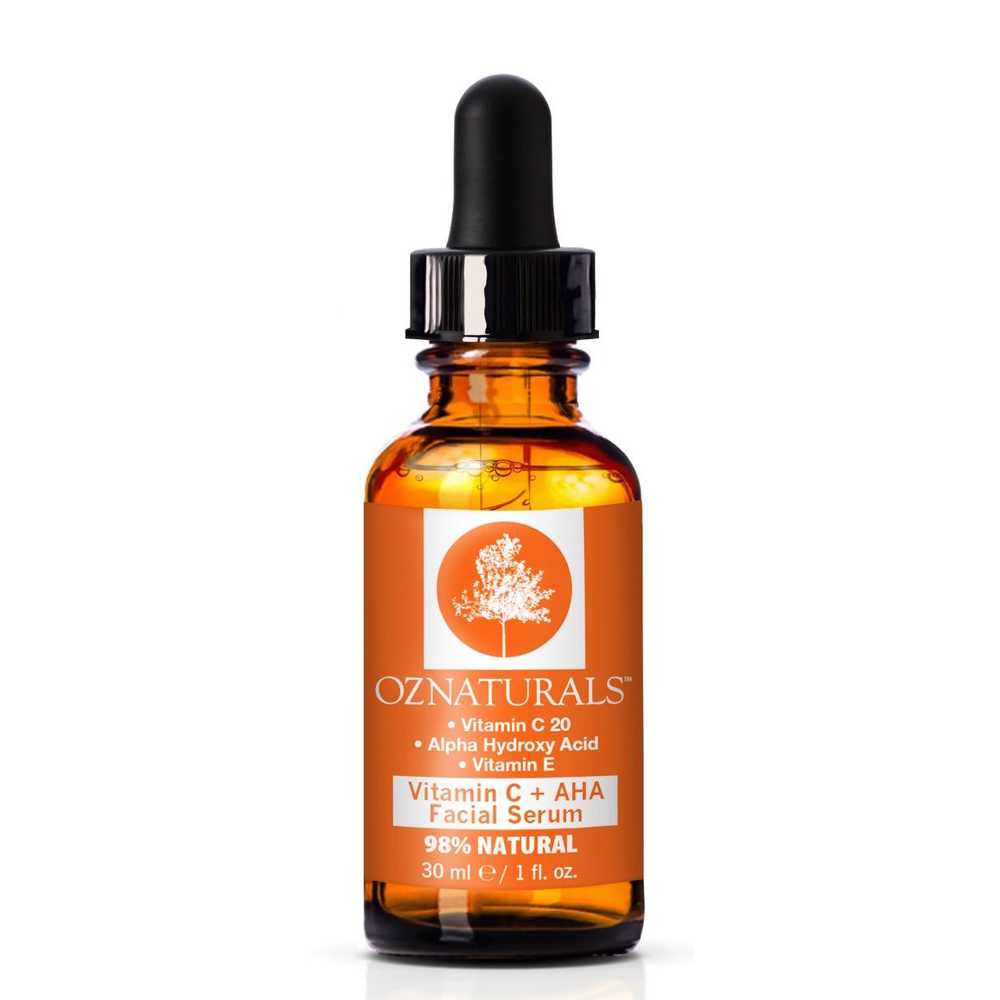 OZNATURALS™
• Vitamin C 20
• Alpha Hydroxy Acid
• Vitamin E
Vitamin C + AHA
Facial Serum
98% NATURAL
30 ml ℮ / 1 fl. oz.